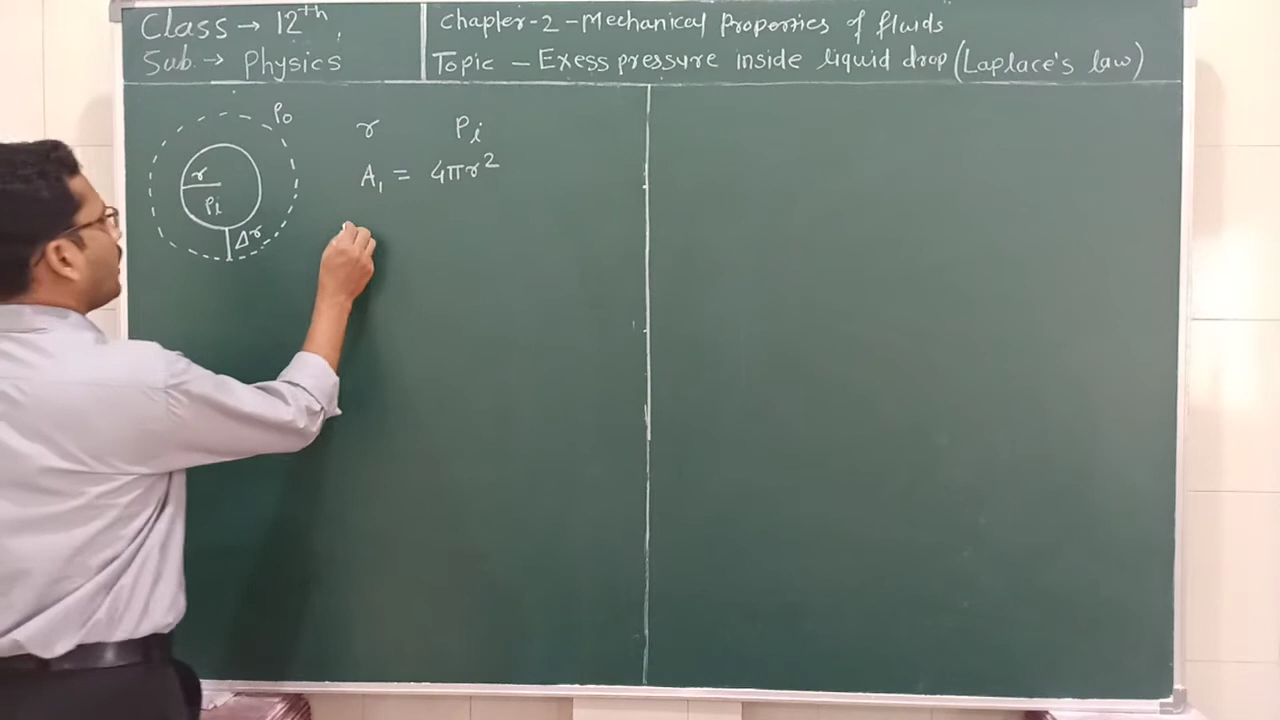 Class → 12th,
Sub. → Physics
Chapter-2 - Mechanical Properties of fluids
Topic - Exess pressure inside liquid drop (Laplace's law)
P₀
r
Pi
Δr
r Pi
A₁ = 4πr²